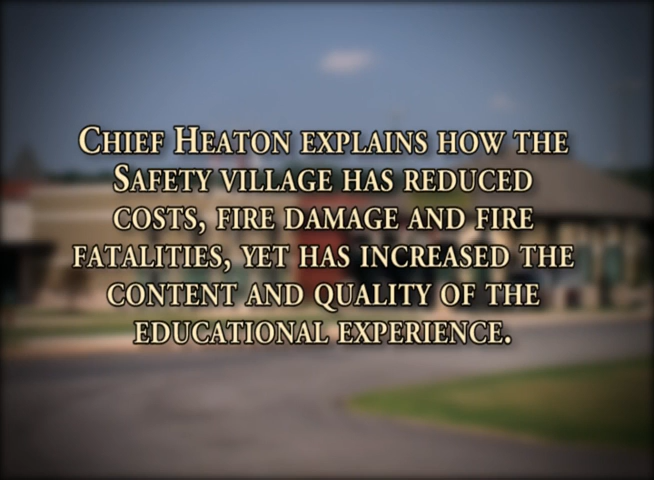 Chief Heaton explains how the
Safety village has reduced
costs, fire damage and fire
fatalities, yet has increased the
content and quality of the
educational experience.